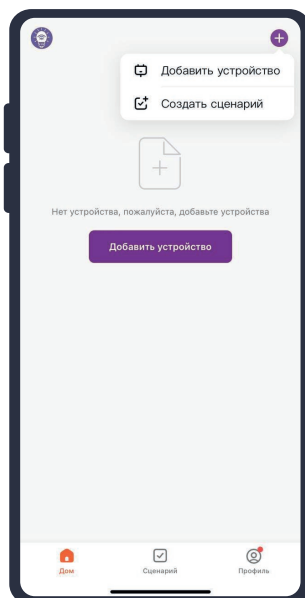 Добавить устройство
Создать сценарий
Нет устройства, пожалуйста, добавьте устройства
Добавить устройство
Дом
Сценарий
Профиль